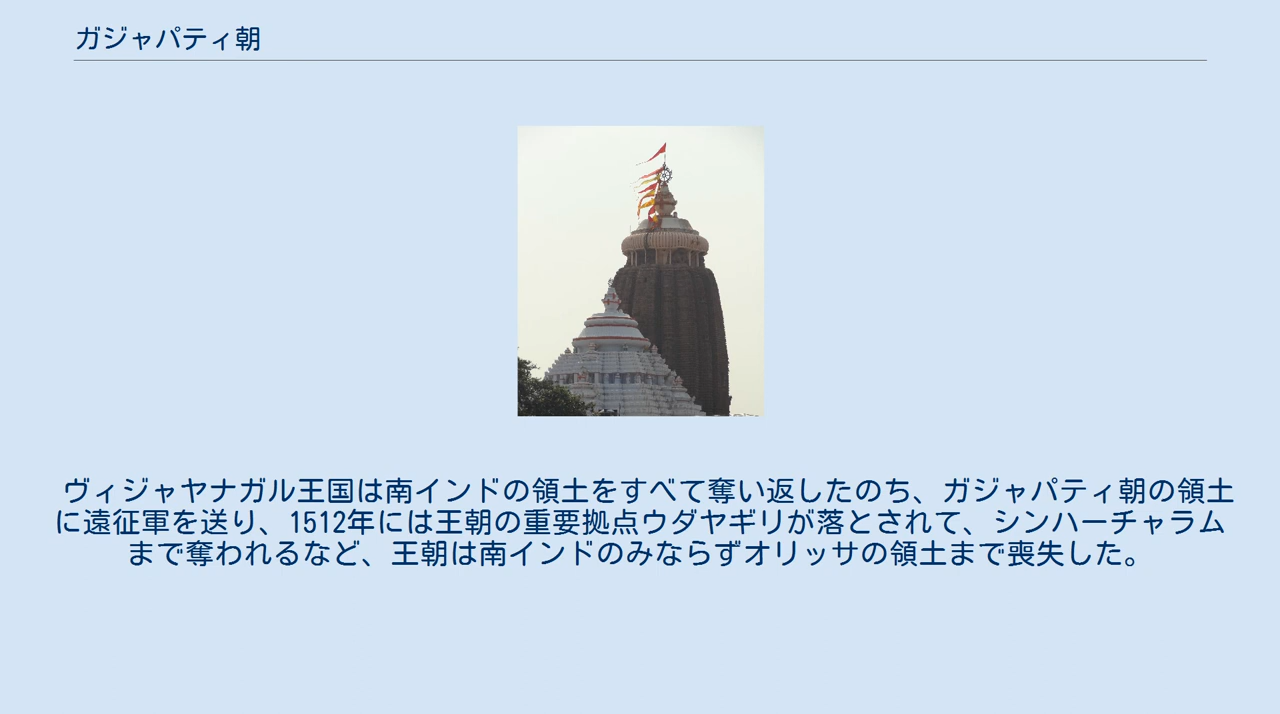 ガジャパティ朝
ヴィジャヤナガル王国は南インドの領土をすべて奪い返したのち、ガジャパティ朝の領土
に遠征軍を送り、1512年には王朝の重要拠点ウダヤギリが落とされて、シンハーチャラム
まで奪われるなど、王朝は南インドのみならずオリッサの領土まで喪失した。